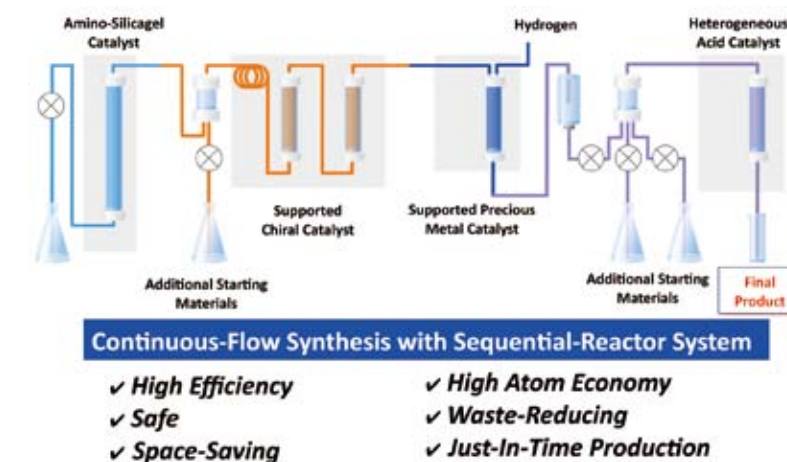 Amino-Silicagel
Catalyst
Hydrogen
Heterogeneous
Acid Catalyst
Supported
Chiral Catalyst
Supported Precious
Metal Catalyst
Additional Starting
Materials
Additional Starting
Materials
Final
Product
Continuous-Flow Synthesis with Sequential-Reactor System
✔ High Efficiency
✔ Safe
✔ Space-Saving
✔ High Atom Economy
✔ Waste-Reducing
✔ Just-In-Time Production